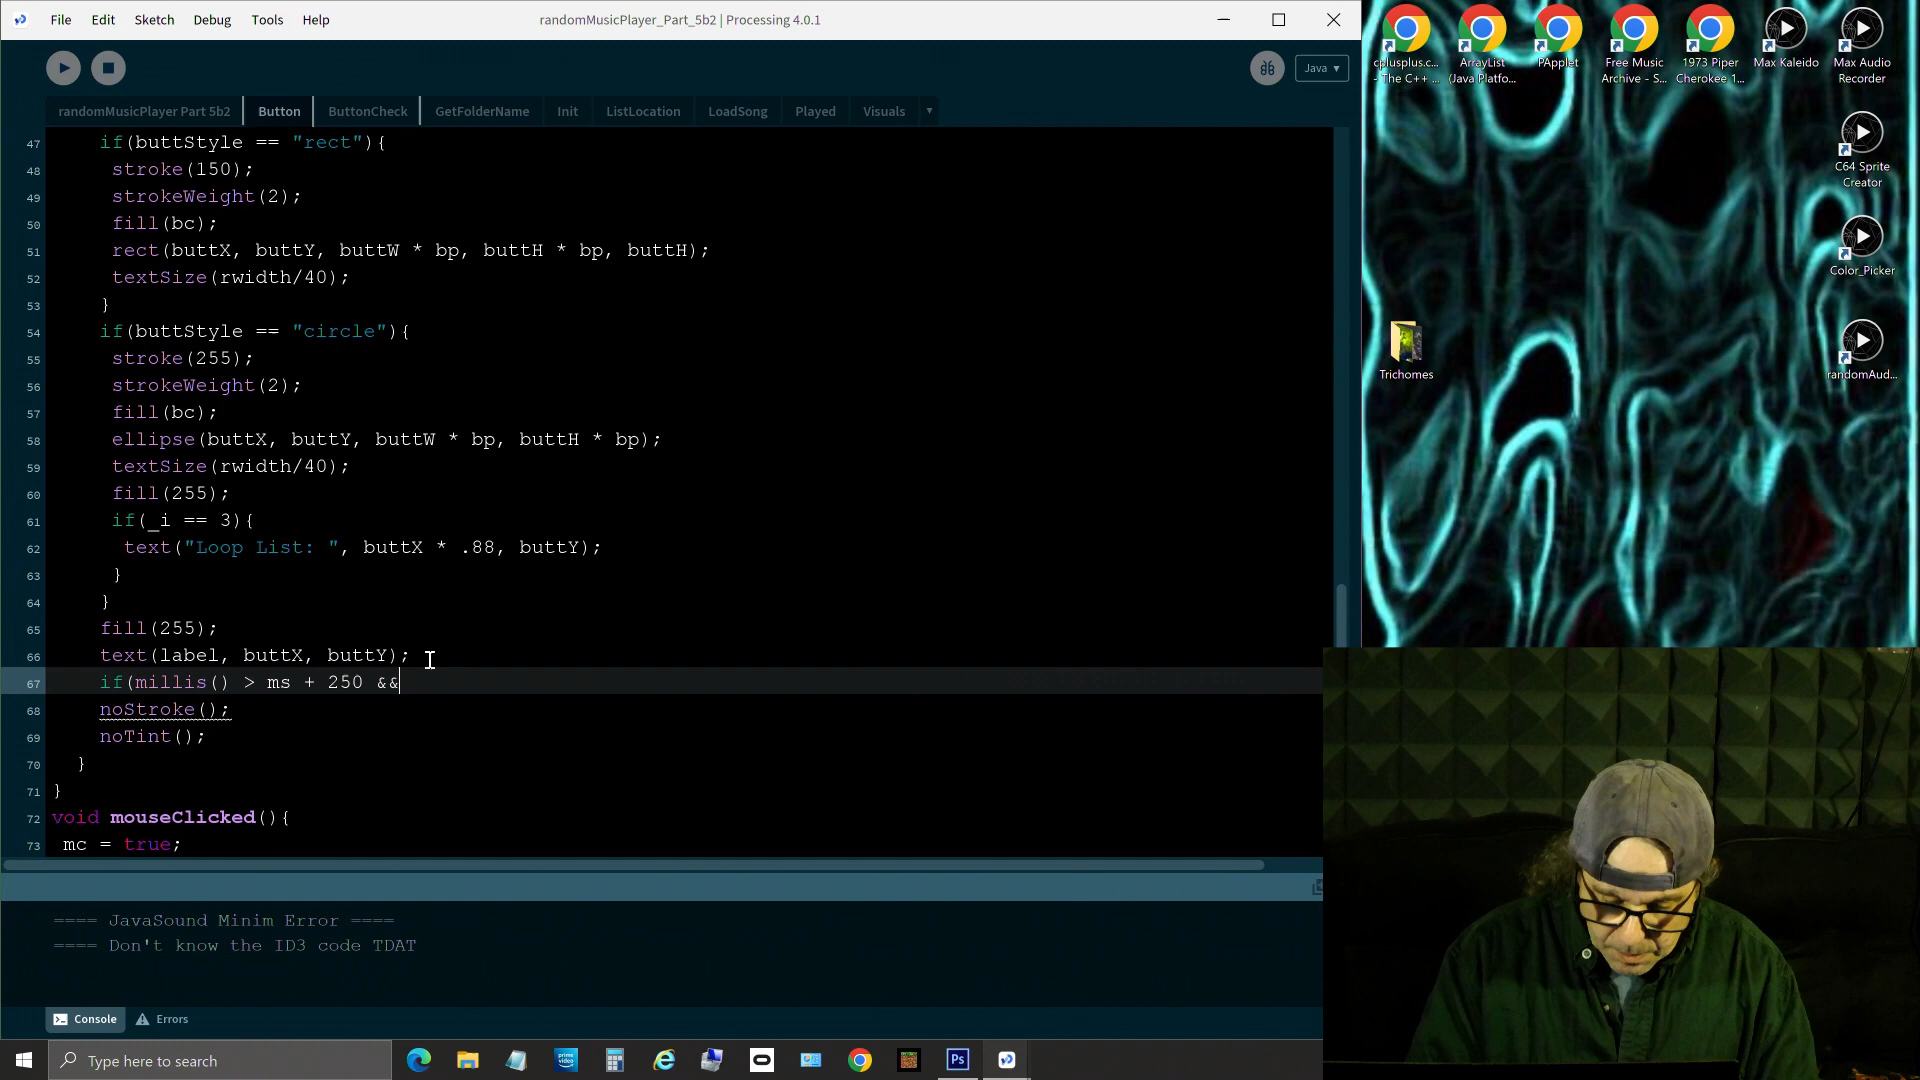 File Edit Sketch Debug Tools Help
randomMusicPlayer_Part_5b2 | Processing 4.0.1
Java ▾
randomMusicPlayer Part 5b2 Button ButtonCheck GetFolderName Init ListLocation LoadSong Played Visuals ▾
47 if(buttStyle == "rect"){
48 stroke(150);
49 strokeWeight(2);
50 fill(bc);
51 rect(buttX, buttY, buttW * bp, buttH * bp, buttH);
52 textSize(rwidth/40);
53 }
54 if(buttStyle == "circle"){
55 stroke(255);
56 strokeWeight(2);
57 fill(bc);
58 ellipse(buttX, buttY, buttW * bp, buttH * bp);
59 textSize(rwidth/40);
60 fill(255);
61 if(_i == 3){
62 text("Loop List: ", buttX * .88, buttY);
63 }
64 }
65 fill(255);
66 text(label, buttX, buttY);
67 if(millis() > ms + 250 &&
68 noStroke();
69 noTint();
70 }
71 }
72 void mouseClicked(){
73 mc = true;
==== JavaSound Minim Error ====
==== Don't know the ID3 code TDAT
Console Errors
Type here to search
prime video
Ps
cplusplus.c...
- The C++ ...
ArrayList
(Java Platfo...
PApplet
Free Music
Archive - S...
1973 Piper
Cherokee 1...
Max Kaleido
Max Audio
Recorder
C64 Sprite
Creator
Color_Picker
Trichomes
randomAud...